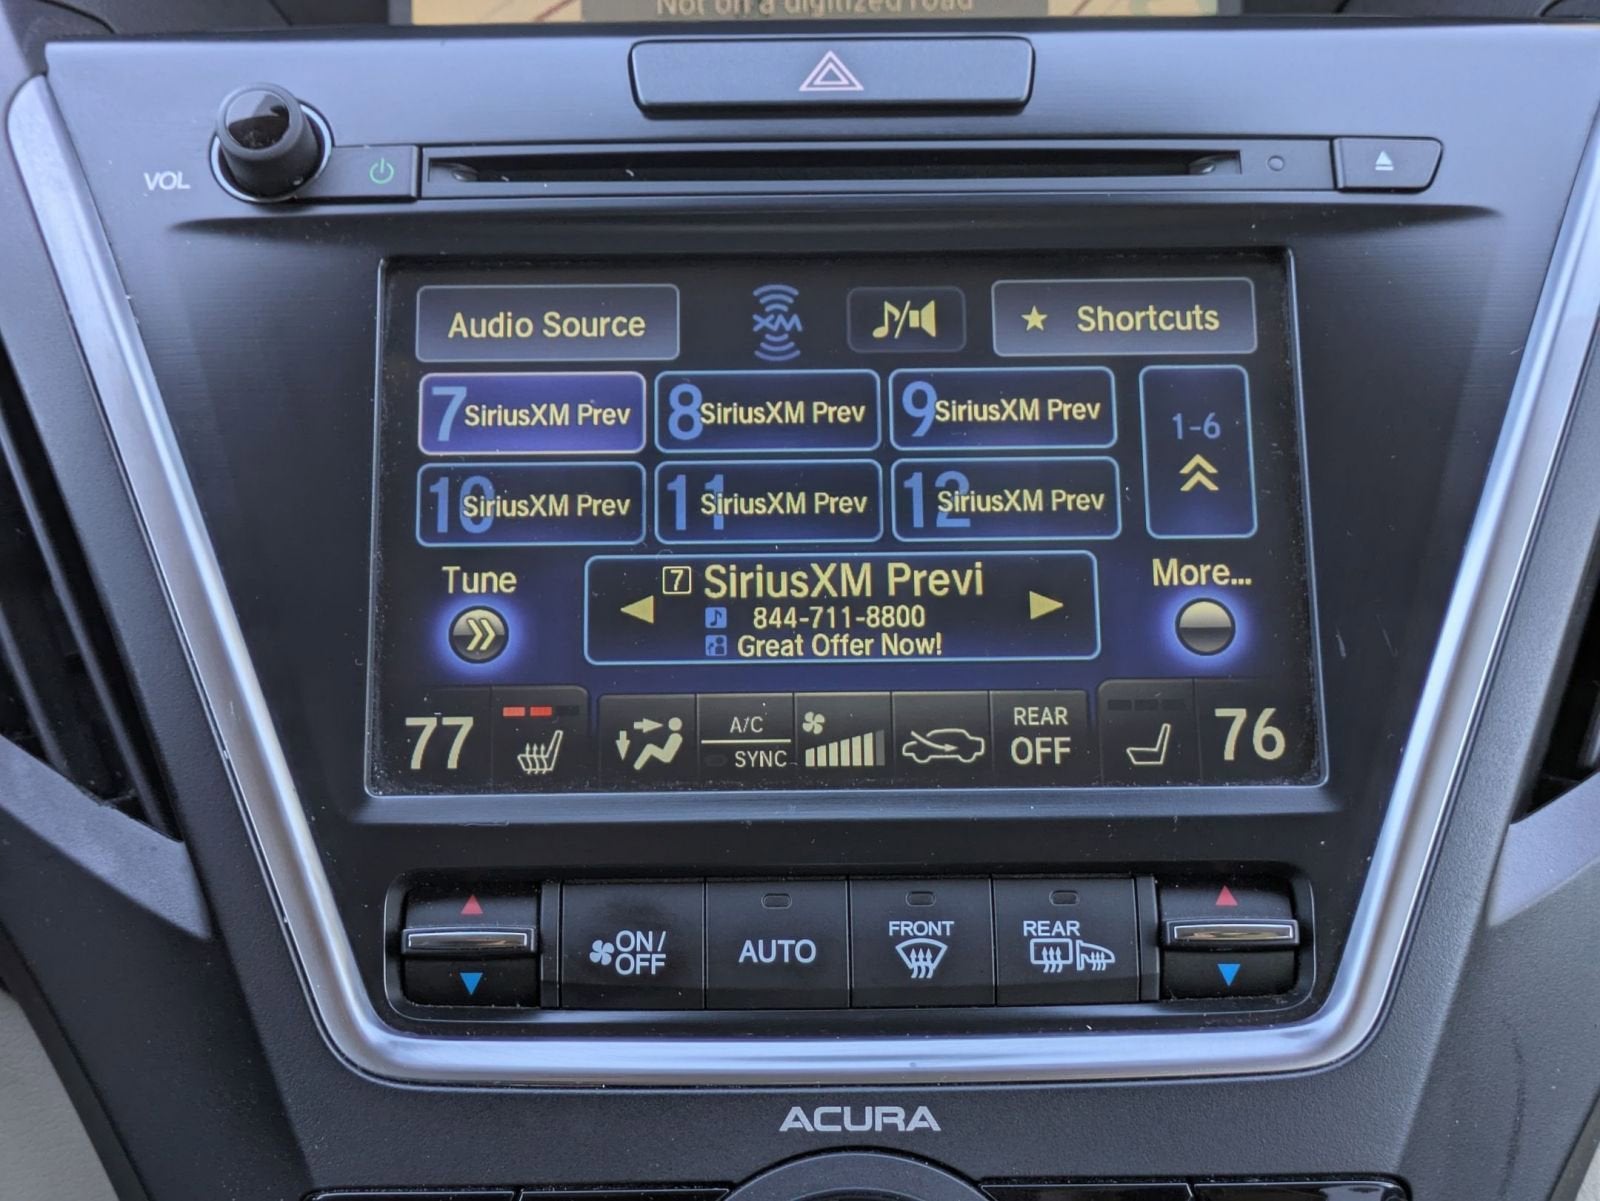 Not on a digitized road
VOL
Audio Source
XM
Shortcuts
7 SiriusXM Prev
8 SiriusXM Prev
9 SiriusXM Prev
1-6
10 SiriusXM Prev
11 SiriusXM Prev
12 SiriusXM Prev
Tune
7 SiriusXM Previ
844-711-8800
Great Offer Now!
More...
77
A/C
SYNC
REAR
OFF
76
ON/
OFF
AUTO
FRONT
REAR
ACURA